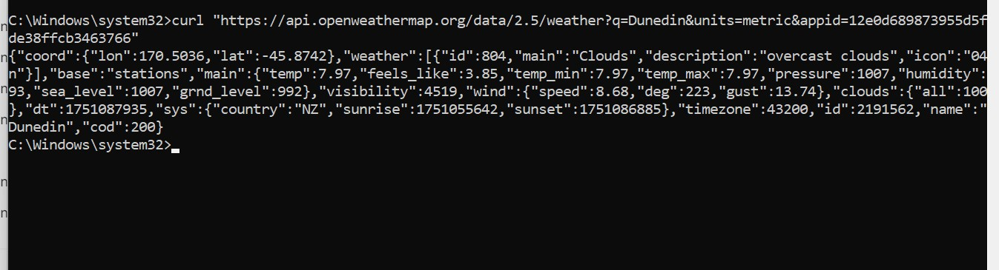 C:\Windows\system32>curl "https://api.openweathermap.org/data/2.5/weather?q=Dunedin&units=metric&appid=12e0d689873955d5f
de38ffcb3463766"
{"coord":{"lon":170.5036,"lat":-45.8742},"weather":[{"id":804,"main":"Clouds","description":"overcast clouds","icon":"04
n"}],"base":"stations","main":{"temp":7.97,"feels_like":3.85,"temp_min":7.97,"temp_max":7.97,"pressure":1007,"humidity":
93,"sea_level":1007,"grnd_level":992},"visibility":4519,"wind":{"speed":8.68,"deg":223,"gust":13.74},"clouds":{"all":100
},"dt":1751087935,"sys":{"country":"NZ","sunrise":1751055642,"sunset":1751086885},"timezone":43200,"id":2191562,"name":"
Dunedin","cod":200}
C:\Windows\system32>